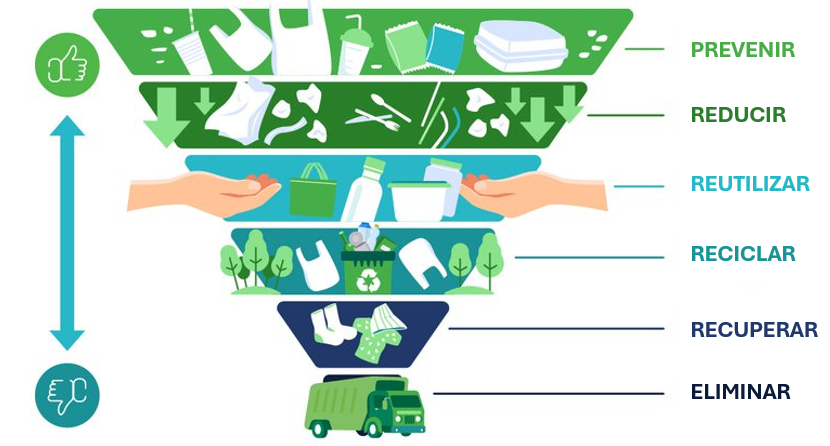 PREVENIR
REDUCIR
REUTILIZAR
RECICLAR
RECUPERAR
ELIMINAR